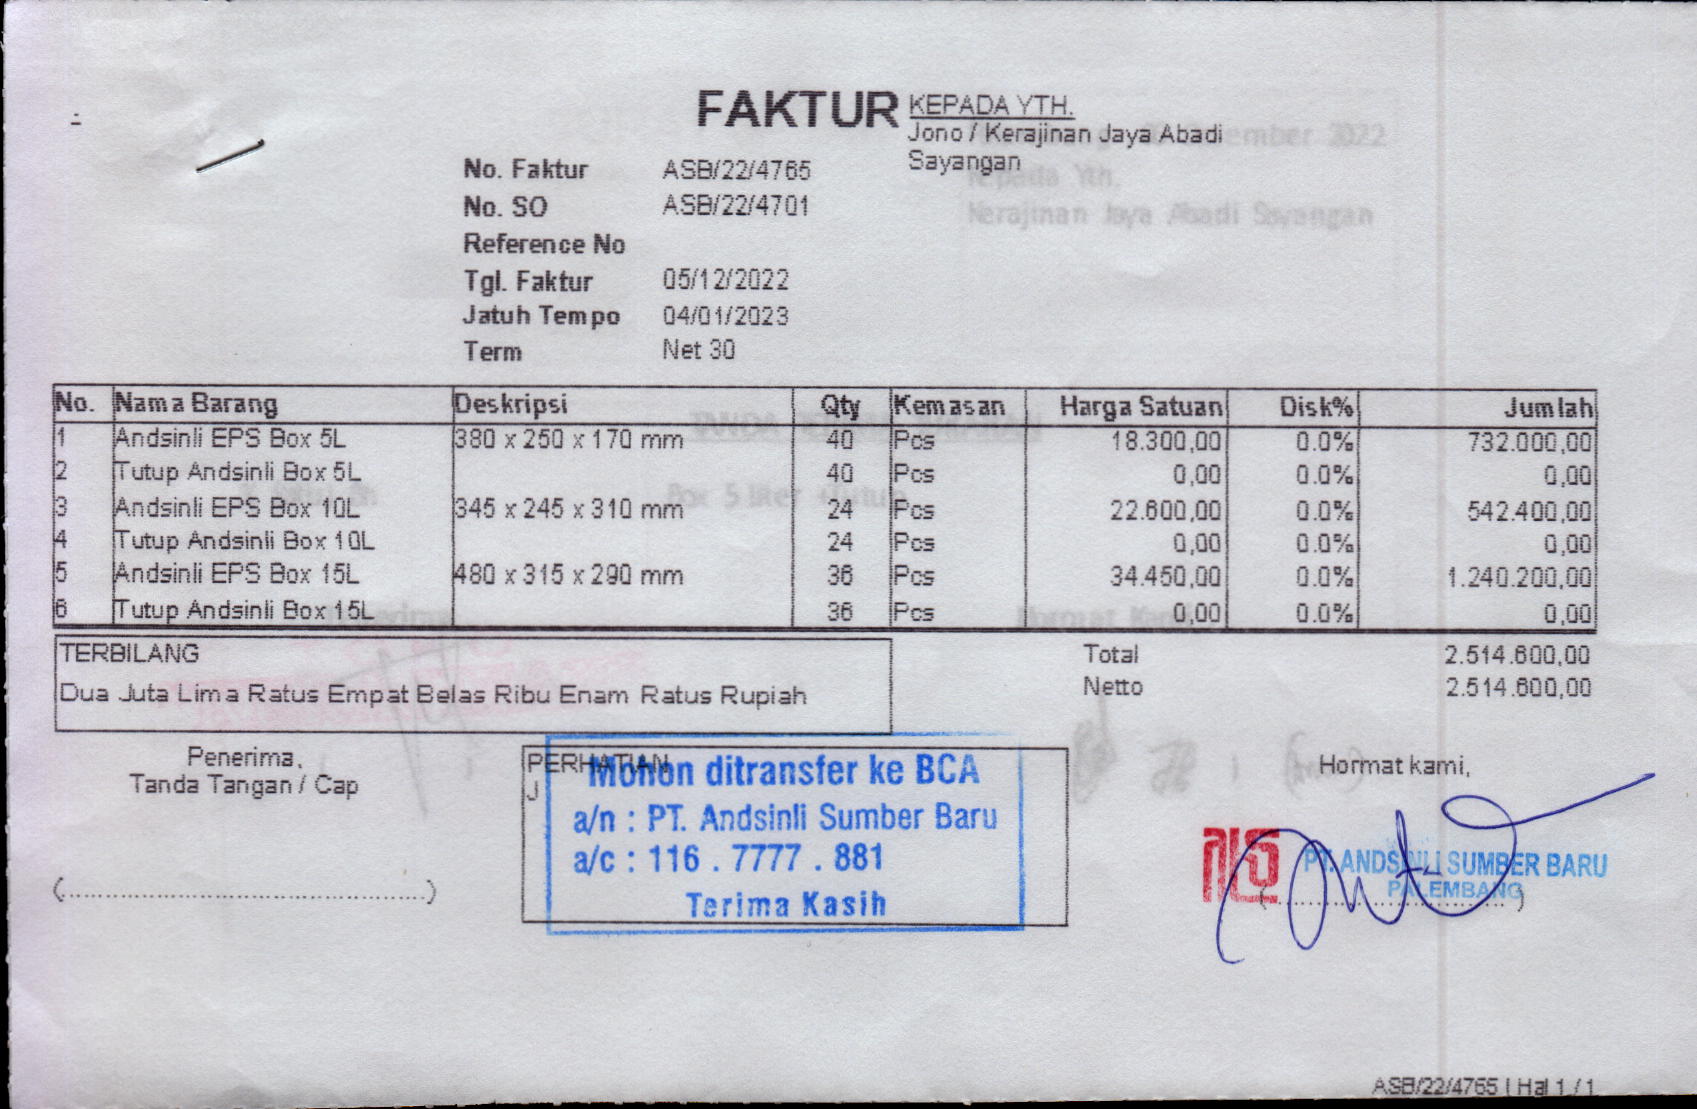 FAKTUR
KEPADA YTH.
Jono / Kerajinan Jaya Abadi
Sayangan
No. Faktur ASB/22/4765
No. SO ASB/22/4701
Reference No
Tgl. Faktur 05/12/2022
Jatuh Tempo 04/01/2023
Term Net 30
No. Nama Barang Deskripsi Qty Kemasan Harga Satuan Disk% Jumlah
1 Andsinli EPS Box 5L 380 x 250 x 170 mm 40 Pcs 18.300,00 0.0% 732.000,00
2 Tutup Andsinli Box 5L 40 Pcs 0,00 0.0% 0,00
3 Andsinli EPS Box 10L 345 x 245 x 310 mm 24 Pcs 22.600,00 0.0% 542.400,00
4 Tutup Andsinli Box 10L 24 Pcs 0,00 0.0% 0,00
5 Andsinli EPS Box 15L 480 x 315 x 290 mm 36 Pcs 34.450,00 0.0% 1.240.200,00
6 Tutup Andsinli Box 15L 36 Pcs 0,00 0.0% 0,00
TERBILANG
Dua Juta Lima Ratus Empat Belas Ribu Enam Ratus Rupiah
Total 2.514.600,00
Netto 2.514.600,00
Penerima,
Tanda Tangan / Cap
(......................................................)
PERHATIAN
Mohon ditransfer ke BCA
a/n : PT. Andsinli Sumber Baru
a/c : 116 . 7777 . 881
Terima Kasih
Hormat kami,
PT. ANDSINLI SUMBER BARU
PALEMBANG
ASB/22/4765 | Hal 1 / 1